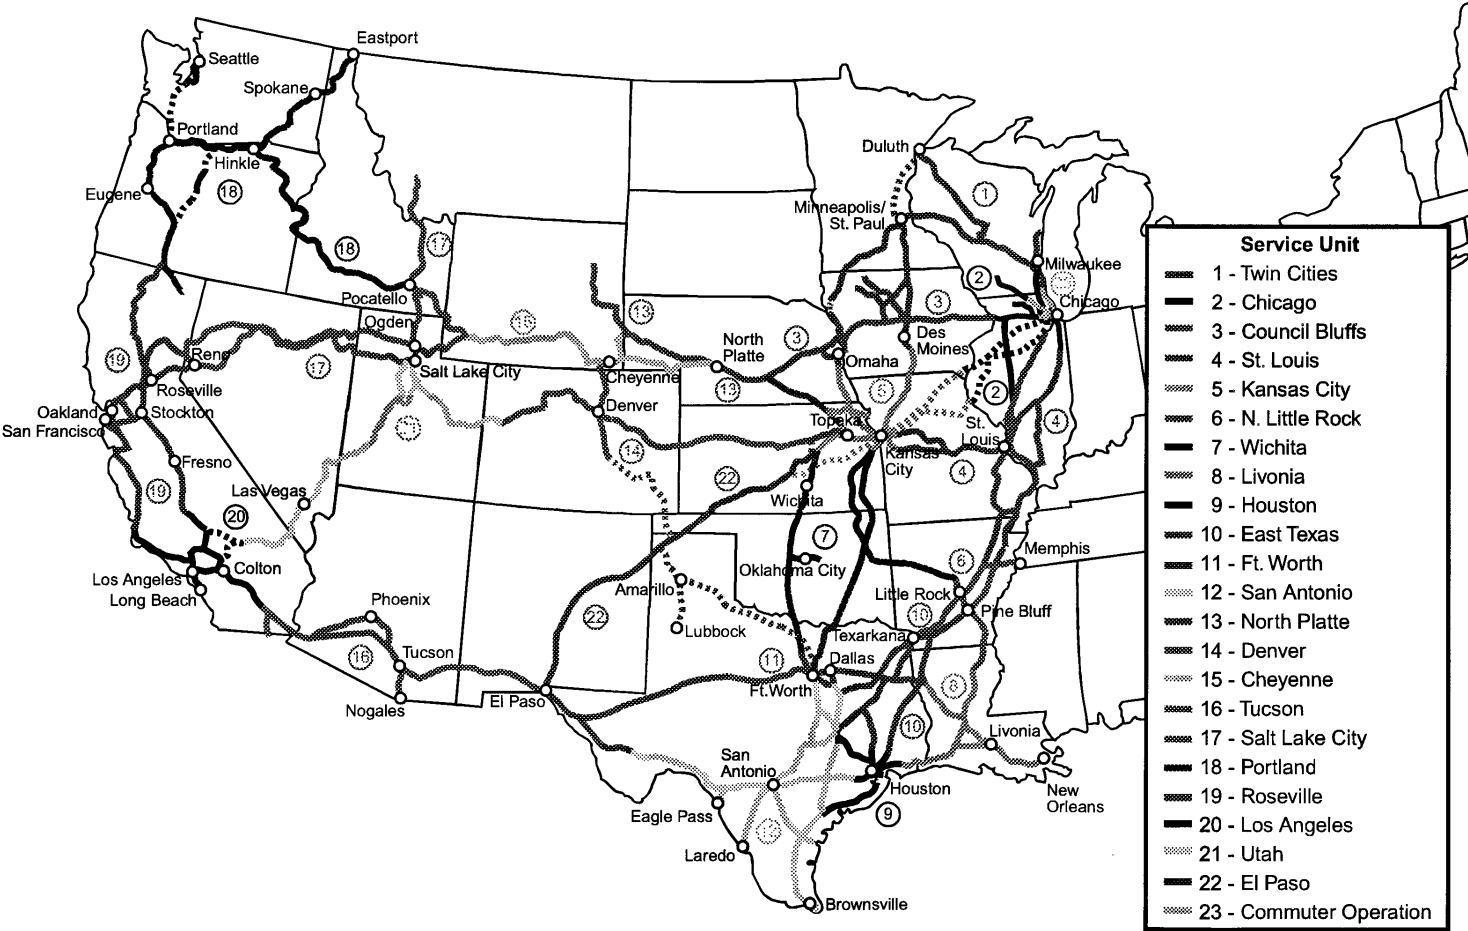 Eastport
Seattle
Spokane
Portland
Hinkle
18
Eugene
18
17
Pocatello
Ogden
Salt Lake City
15
13
Duluth
1
Minneapolis/
St. Paul
2
Milwaukee
23
Chicago
3
Des
Moines
3
Omaha
North
Platte
13
Cheyenne
19
Reno
17
Roseville
Oakland
San Francisco
Stockton
Fresno
19
Las Vegas
20
21
Denver
14
22
Topeka
5
Kansas
City
2
St.
Louis
4
4
Wichita
7
Oklahoma City
Los Angeles
Long Beach
Colton
Phoenix
16
Tucson
Nogales
El Paso
22
Amarillo
Lubbock
11
Ft.Worth
Dallas
Texarkana
10
6
Little Rock
Memphis
Pine Bluff
8
10
Livonia
New
Orleans
San
Antonio
Houston
9
Eagle Pass
12
Laredo
Brownsville
Service Unit
1 - Twin Cities
2 - Chicago
3 - Council Bluffs
4 - St. Louis
5 - Kansas City
6 - N. Little Rock
7 - Wichita
8 - Livonia
9 - Houston
10 - East Texas
11 - Ft. Worth
12 - San Antonio
13 - North Platte
14 - Denver
15 - Cheyenne
16 - Tucson
17 - Salt Lake City
18 - Portland
19 - Roseville
20 - Los Angeles
21 - Utah
22 - El Paso
23 - Commuter Operation